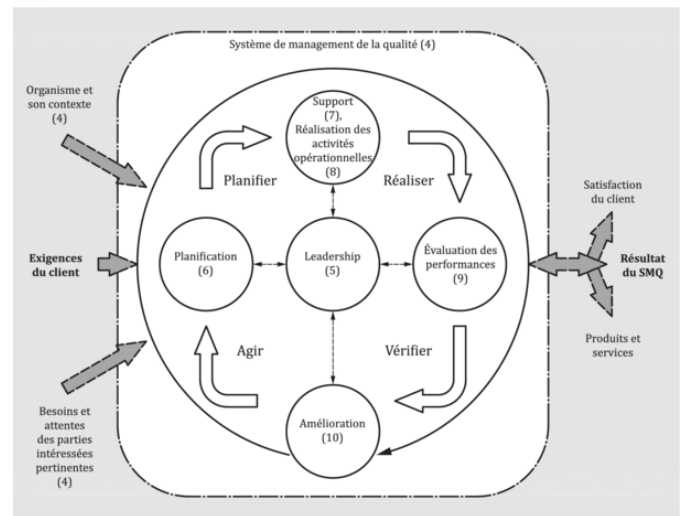 Système de management de la qualité (4)
Organisme et
son contexte
(4)
Support
(7),
Réalisation des
activités
opérationnelles
(8)
Planifier
Réaliser
Satisfaction
du client
Exigences
du client
Planification
(6)
Leadership
(5)
Évaluation des
performances
(9)
Résultat
du SMQ
Agir
Vérifier
Produits et
services
Besoins et
attentes
des parties
intéressées
pertinentes
(4)
Amélioration
(10)